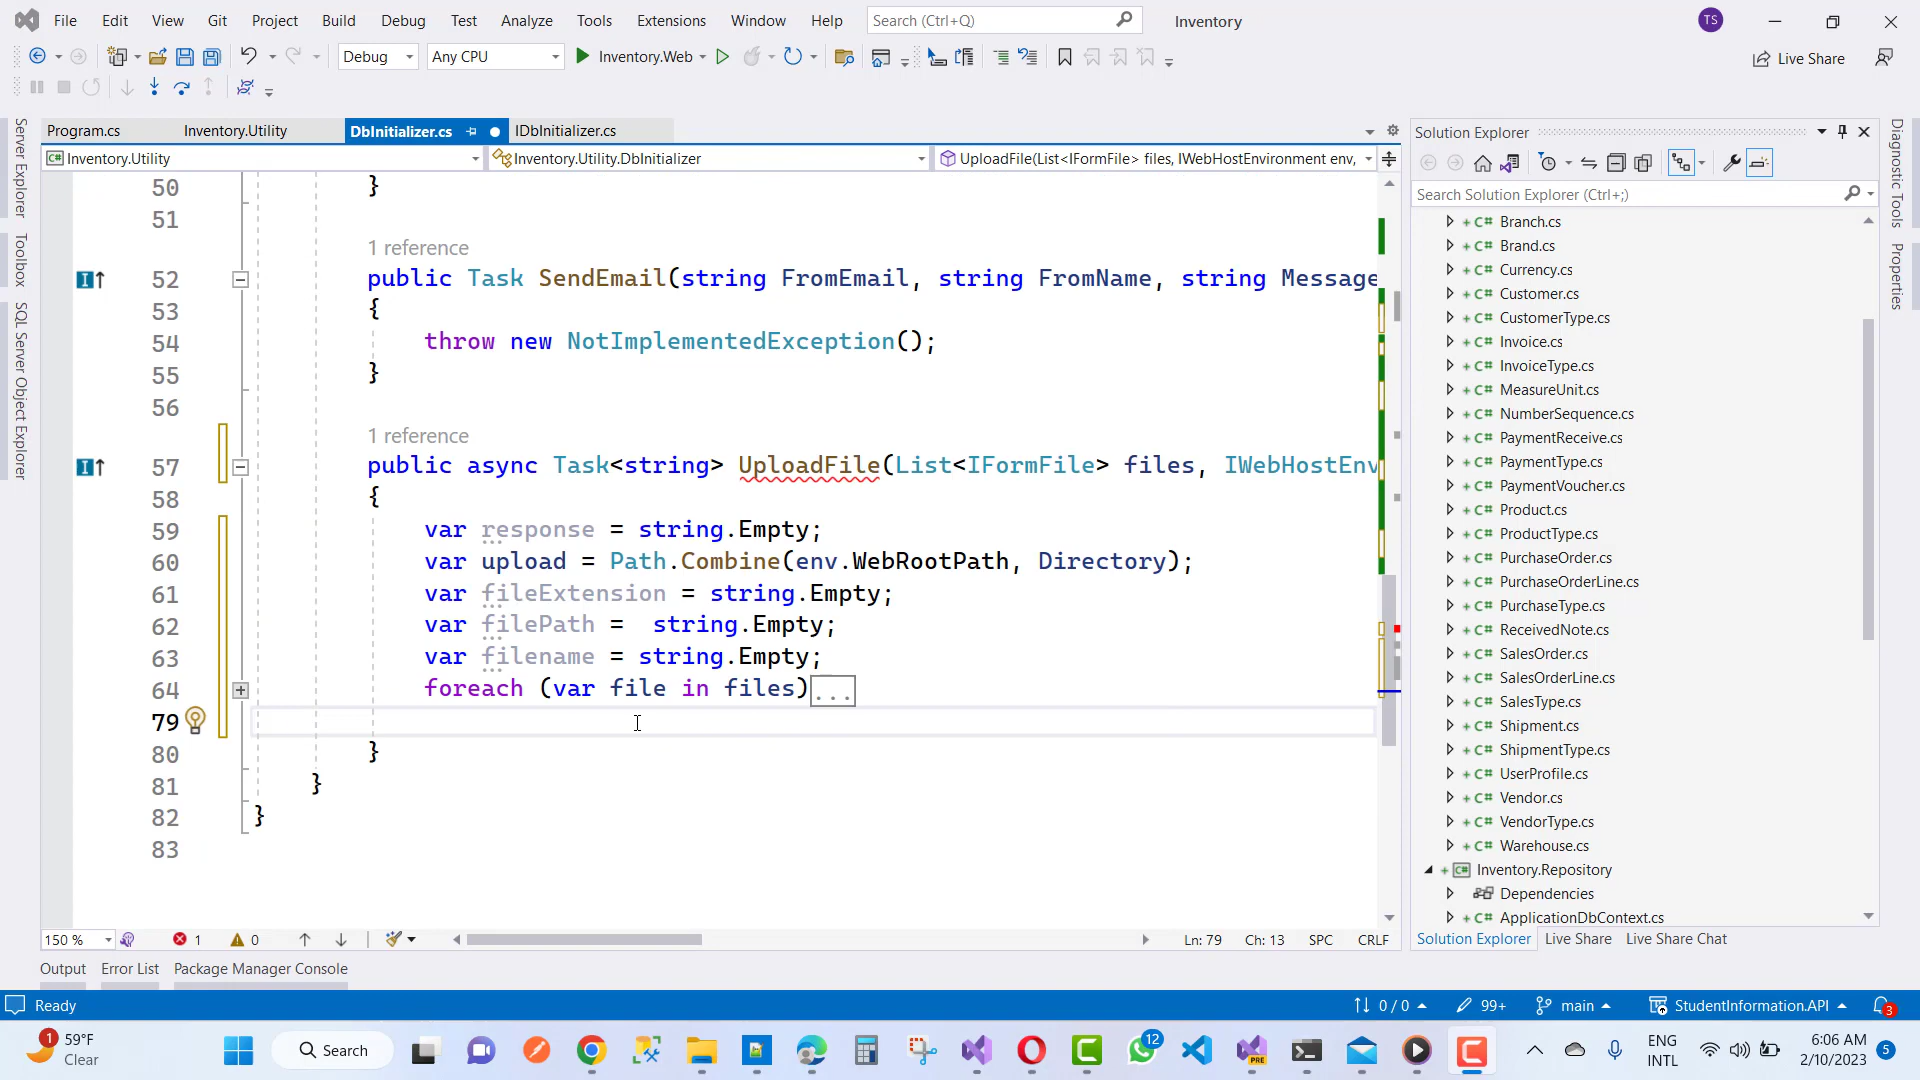 File Edit View Git Project Build Debug Test Analyze Tools Extensions Window Help Search (Ctrl+Q) Inventory TS
Debug Any CPU Inventory.Web Live Share
Program.cs Inventory.Utility DbInitializer.cs IDbInitializer.cs
Inventory.Utility Inventory.Utility.DbInitializer UploadFile(List<IFormFile> files, IWebHostEnvironment env,
50 }
51
1 reference
52 public Task SendEmail(string FromEmail, string FromName, string Message
53 {
54 throw new NotImplementedException();
55 }
56
1 reference
57 public async Task<string> UploadFile(List<IFormFile> files, IWebHostEnv
58 {
59 var response = string.Empty;
60 var upload = Path.Combine(env.WebRootPath, Directory);
61 var fileExtension = string.Empty;
62 var filePath =  string.Empty;
63 var filename = string.Empty;
64 foreach (var file in files)...
79
80 }
81 }
82 }
83
150 % 1 0 Ln: 79 Ch: 13 SPC CRLF
Output Error List Package Manager Console
Server Explorer
Toolbox
SQL Server Object Explorer
Solution Explorer
Search Solution Explorer (Ctrl+;)
C# Branch.cs
C# Brand.cs
C# Currency.cs
C# Customer.cs
C# CustomerType.cs
C# Invoice.cs
C# InvoiceType.cs
C# MeasureUnit.cs
C# NumberSequence.cs
C# PaymentReceive.cs
C# PaymentType.cs
C# PaymentVoucher.cs
C# Product.cs
C# ProductType.cs
C# PurchaseOrder.cs
C# PurchaseOrderLine.cs
C# PurchaseType.cs
C# ReceivedNote.cs
C# SalesOrder.cs
C# SalesOrderLine.cs
C# SalesType.cs
C# Shipment.cs
C# ShipmentType.cs
C# UserProfile.cs
C# Vendor.cs
C# VendorType.cs
C# Warehouse.cs
C# Inventory.Repository
Dependencies
C# ApplicationDbContext.cs
Solution Explorer Live Share Live Share Chat
Diagnostic Tools
Properties
Ready 0 / 0 99+ main StudentInformation.API 3
1 59°F
Clear
Search
12
PRE
ENG
INTL
6:06 AM
2/10/2023
5